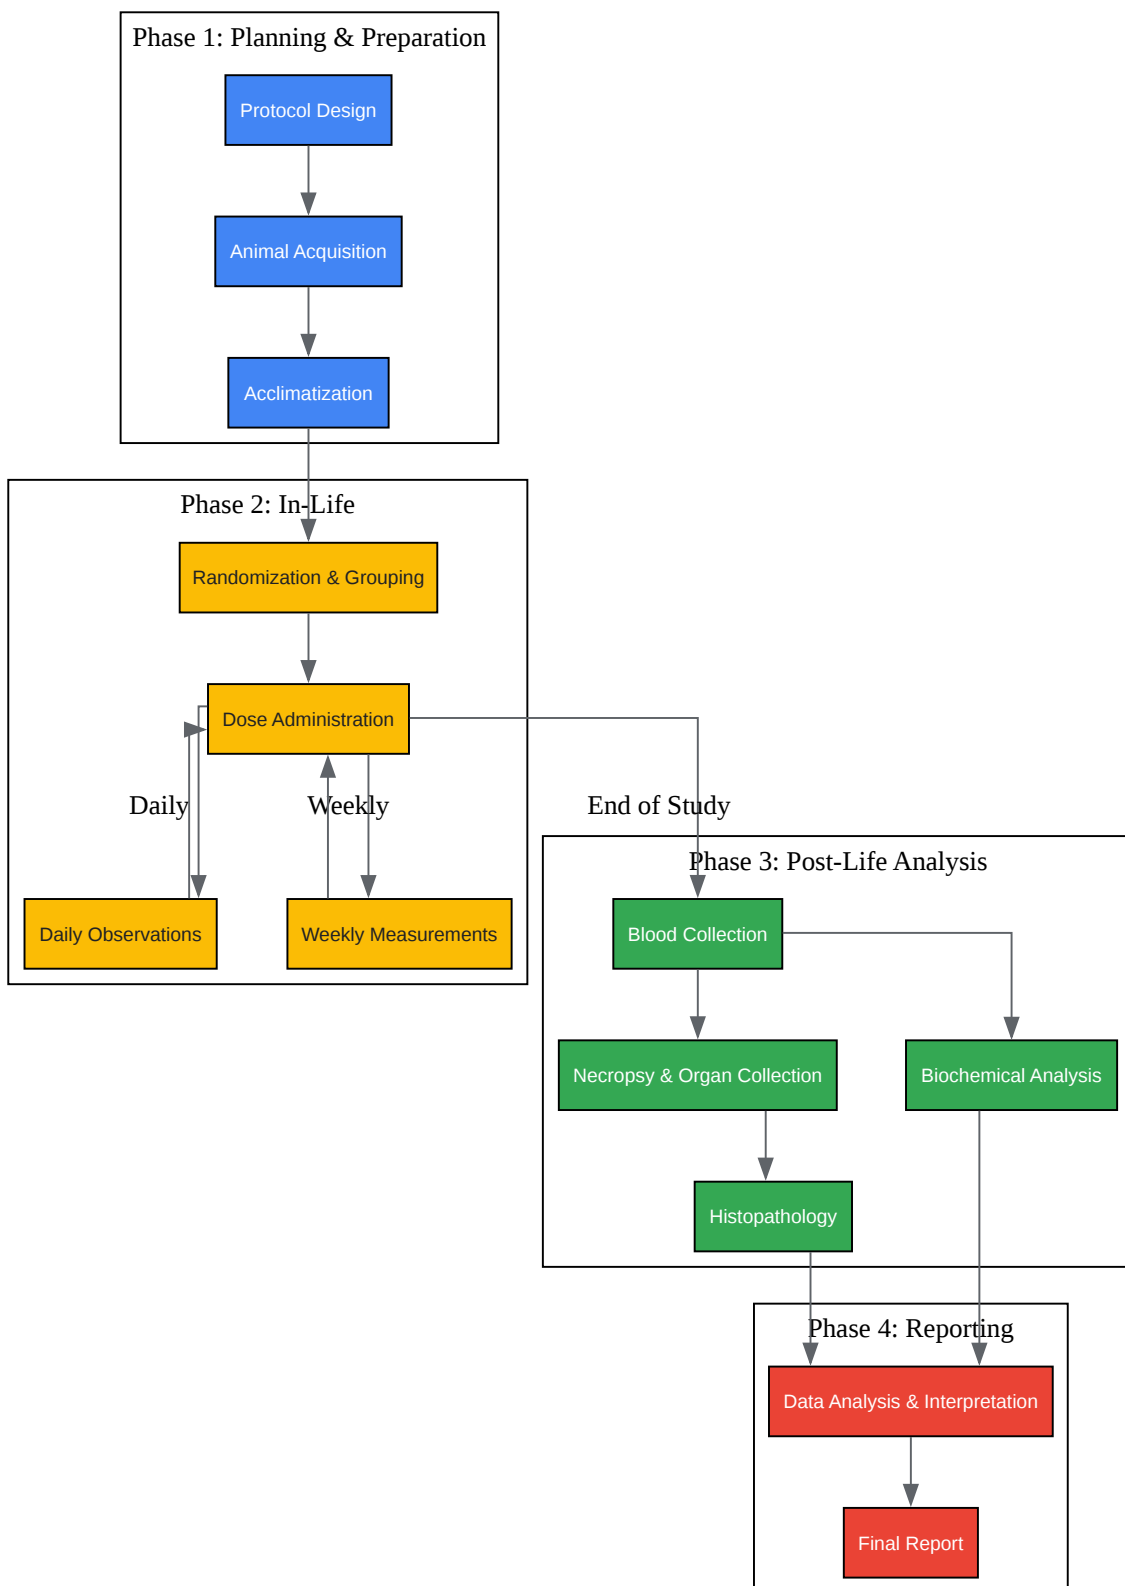 Phase 1: Planning & Preparation
Protocol Design
Animal Acquisition
Acclimatization
Phase 2: In-Life
Randomization & Grouping
Dose Administration
Daily
Weekly
End of Study
Daily Observations
Weekly Measurements
Phase 3: Post-Life Analysis
Blood Collection
Necropsy & Organ Collection
Biochemical Analysis
Histopathology
Phase 4: Reporting
Data Analysis & Interpretation
Final Report